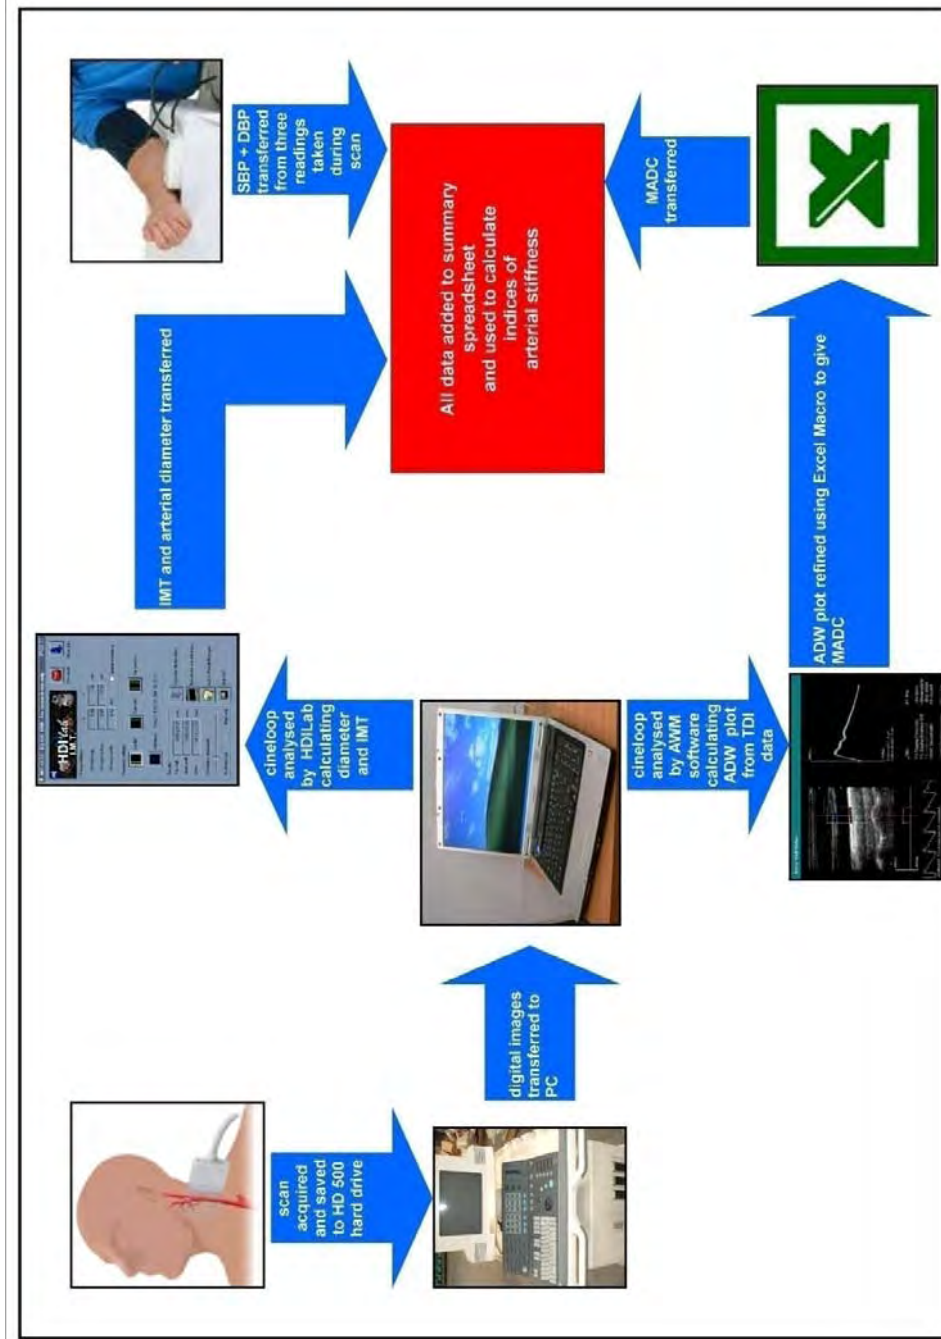 scan
acquired
and saved
to HD 500
hard drive
digital images
transferred to
PC
cineloop
analysed
by HDILab
calculating
diameter
and IMT
HDI lab
IMT
IMT and arterial diameter transferred
cineloop
analysed
by AWM
software
calculating
ADW plot
from TDI
data
ADW plot refined using Excel Macro to give
MADC
MADC
transferred
SBP + DBP
transferred
from three
readings
taken
during
scan
All data added to summary
spreadsheet
and used to calculate
indices of
arterial stiffness